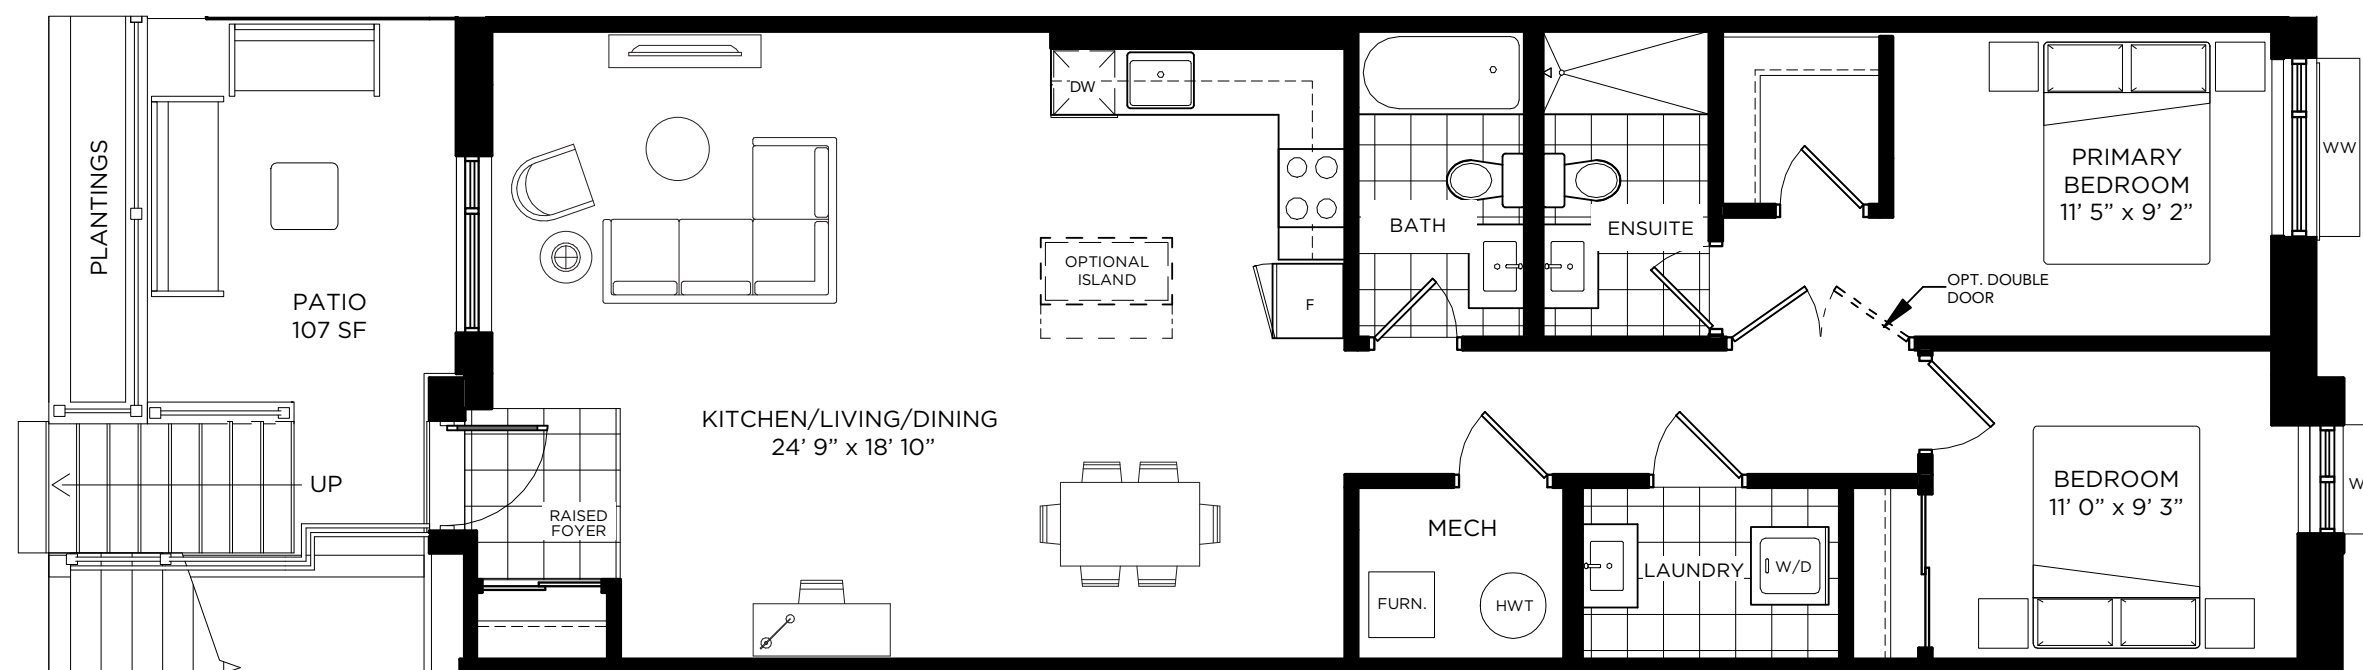 PLANTINGS
PATIO
107 SF
UP
RAISED
FOYER
KITCHEN/LIVING/DINING
24' 9” x 18' 10”
DW
OPTIONAL
ISLAND
F
BATH
ENSUITE
PRIMARY
BEDROOM
11' 5” x 9' 2”
WW
OPT. DOUBLE
DOOR
MECH
FURN.
HWT
LAUNDRY
W/D
BEDROOM
11' 0” x 9' 3”